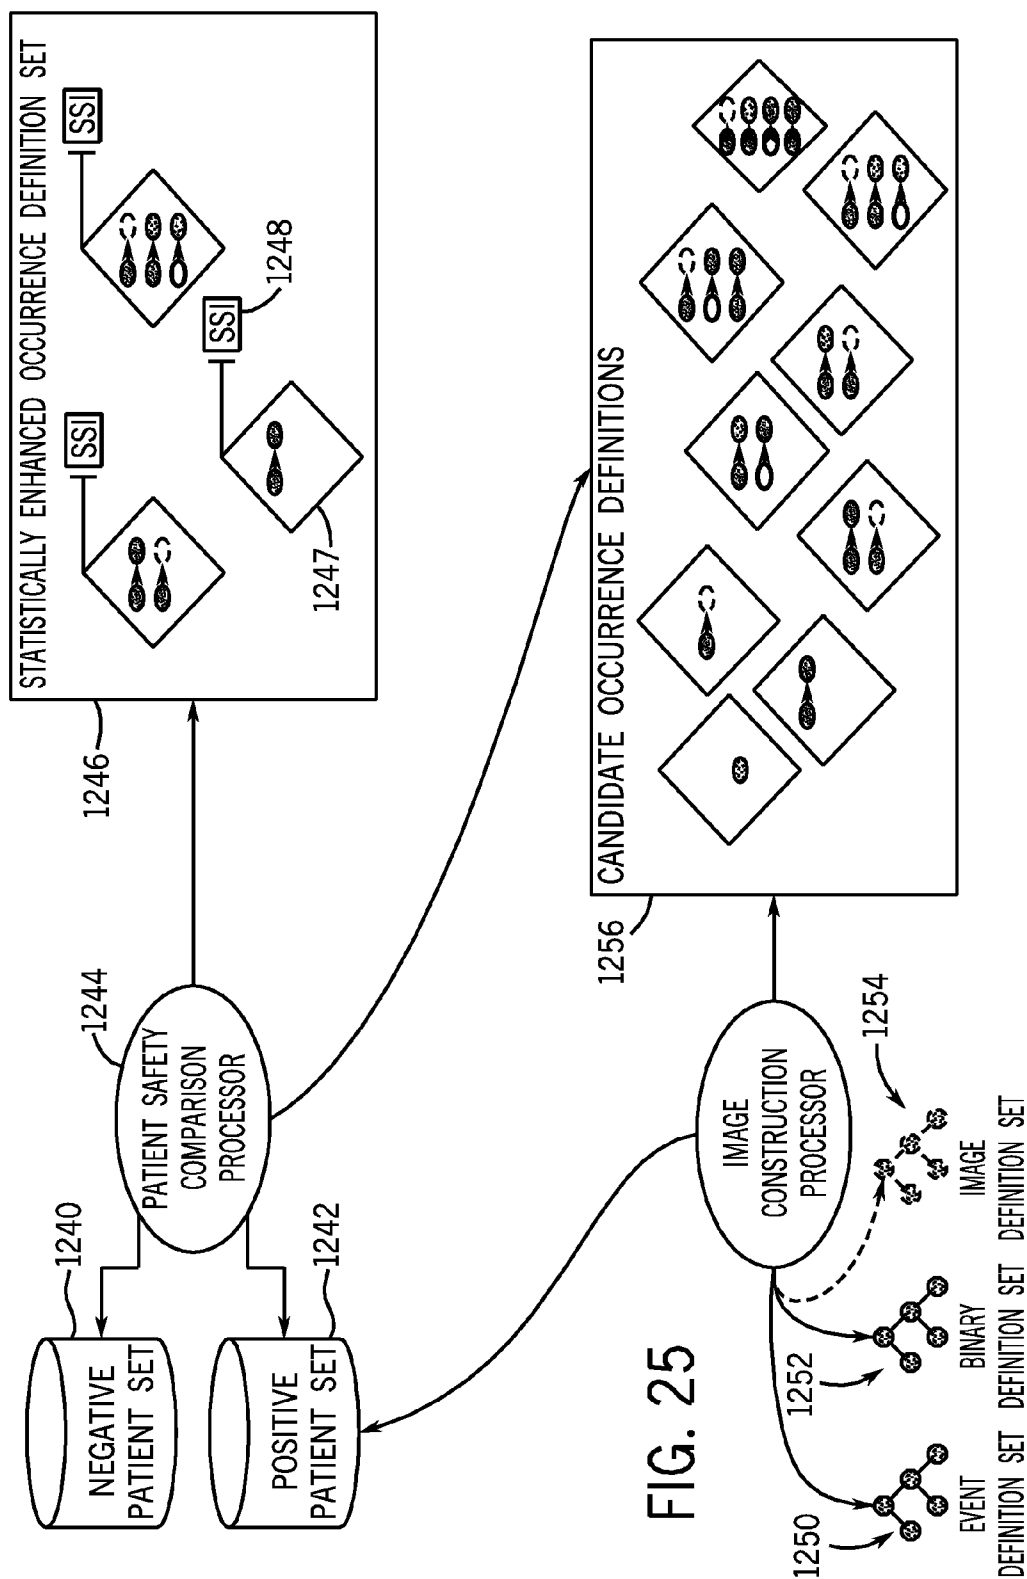 NEGATIVE
PATIENT SET
1240
POSITIVE
PATIENT SET
1242
PATIENT SAFETY
COMPARISON
PROCESSOR
1244
STATISTICALLY ENHANCED OCCURRENCE DEFINITION SET
1246
SSI
SSI
SSI
1247
1248
FIG. 25
IMAGE
CONSTRUCTION
PROCESSOR
CANDIDATE OCCURRENCE DEFINITIONS
1256
1250
EVENT
DEFINITION SET
1252
BINARY
DEFINITION SET
1254
IMAGE
DEFINITION SET